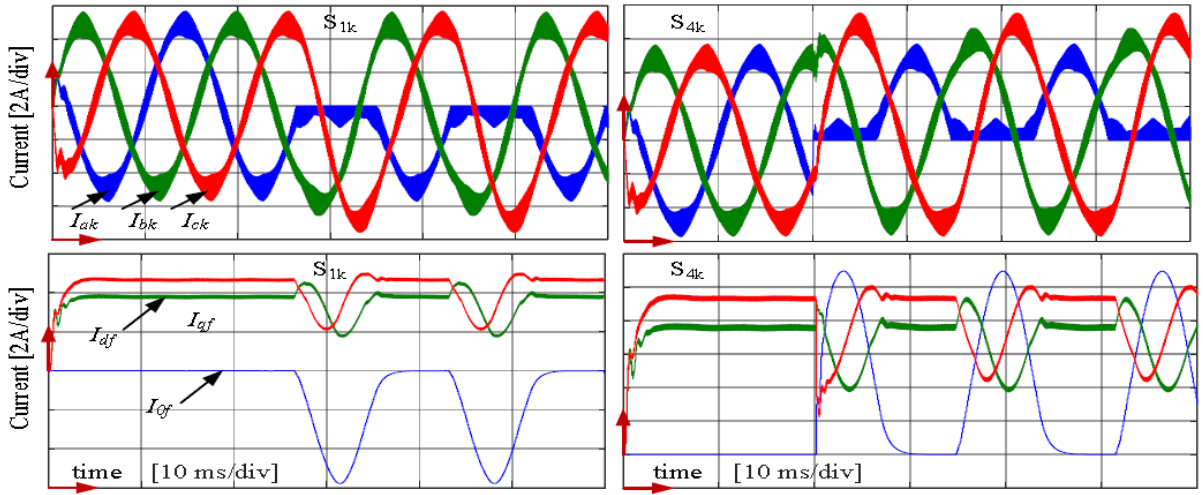 S1k
S4k
Current [2A/div]
Iak
Ibk
Ick
S1k
S4k
Current [2A/div]
Idf
Iqf
I0f
time [10 ms/div]
time [10 ms/div]